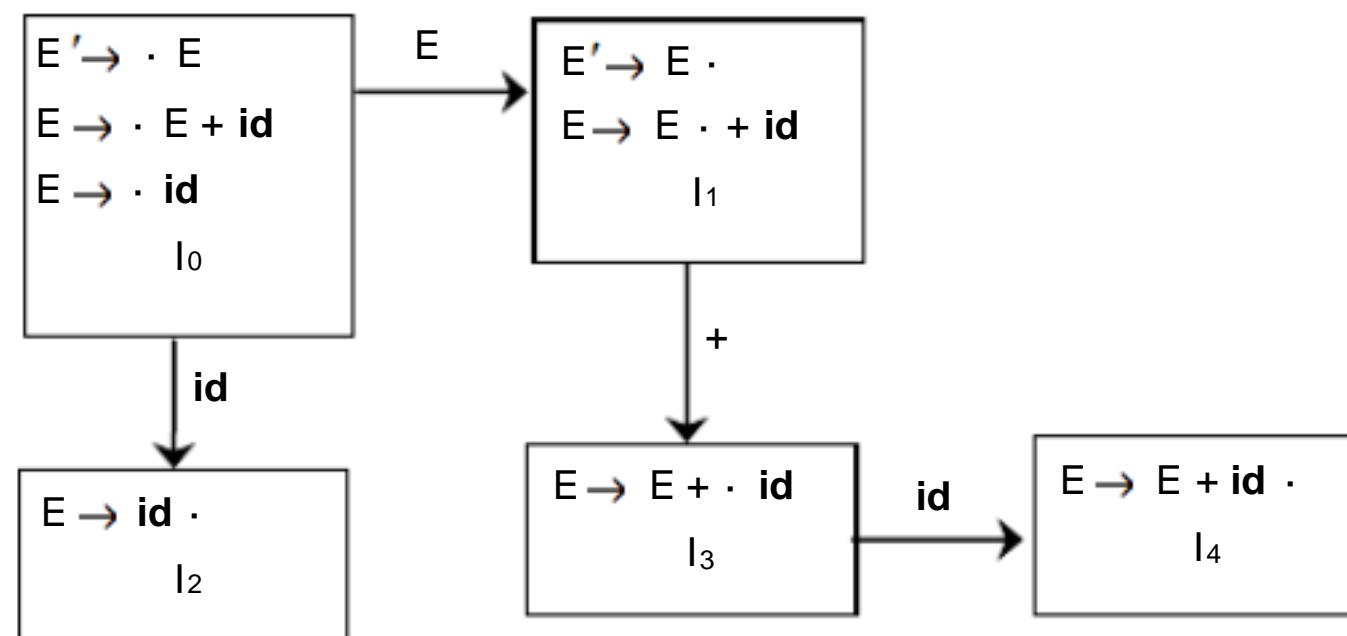 E′→ · E
E → · E + id
E → · id
I0
E
E′→ E ·
E → E · + id
I1
id
+
E → id ·
I2
E → E + · id
I3
id
E → E + id ·
I4